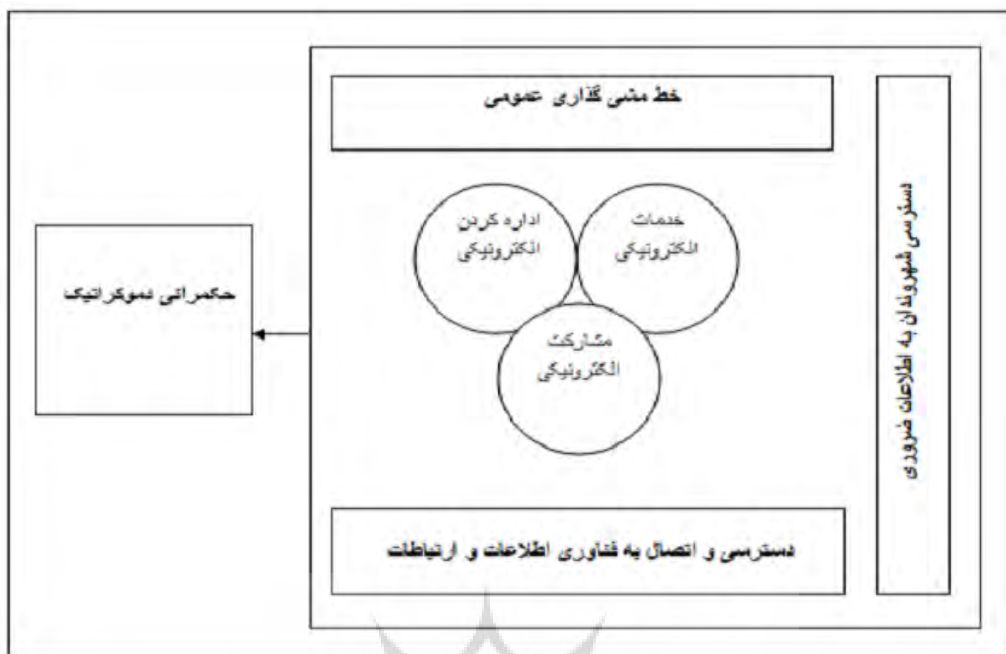 خط مشی گذاری عمومی
دسترسی شهروندان به اطلاعات ضروری
خدمات
الکترونیکی
اداره کردن
الکترونیکی
مشارکت
الکترونیکی
حکمرانی دموکراتیک
دسترسی و اتصال به فناوری اطلاعات و ارتباطات